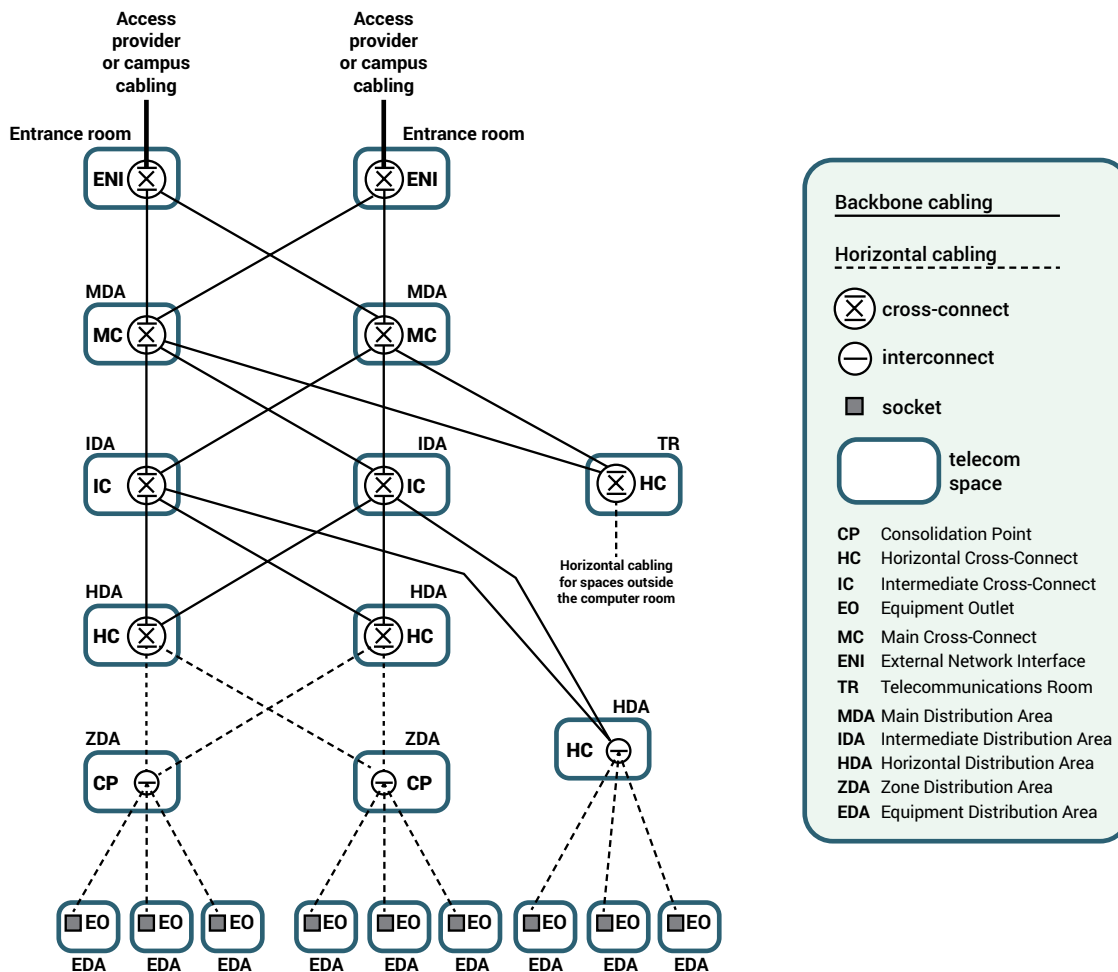 Access
provider
or campus
cabling
Access
provider
or campus
cabling
Entrance room
Entrance room
ENI
ENI
MDA
MDA
MC
MC
IDA
IDA
TR
IC
IC
HC
Horizontal cabling
for spaces outside
the computer room
HDA
HDA
HC
HC
HDA
ZDA
ZDA
HC
CP
CP
EO
EO
EO
EO
EO
EO
EO
EO
EO
EDA
EDA
EDA
EDA
EDA
EDA
EDA
EDA
EDA
Backbone cabling
Horizontal cabling
cross-connect
interconnect
socket
telecom
space
CP Consolidation Point
HC Horizontal Cross-Connect
IC Intermediate Cross-Connect
EO Equipment Outlet
MC Main Cross-Connect
ENI External Network Interface
TR Telecommunications Room
MDA Main Distribution Area
IDA Intermediate Distribution Area
HDA Horizontal Distribution Area
ZDA Zone Distribution Area
EDA Equipment Distribution Area